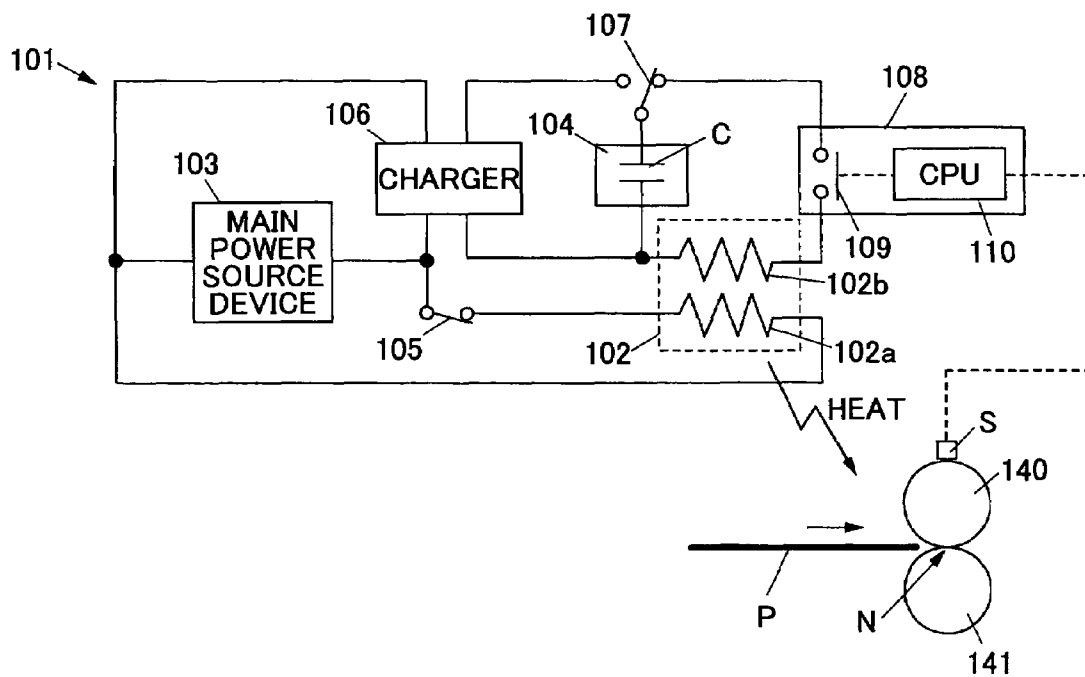 101
107
108
106
104
C
103
CHARGER
CPU
MAIN
POWER
SOURCE
DEVICE
109
110
102b
105
102
102a
HEAT
S
140
P
N
141